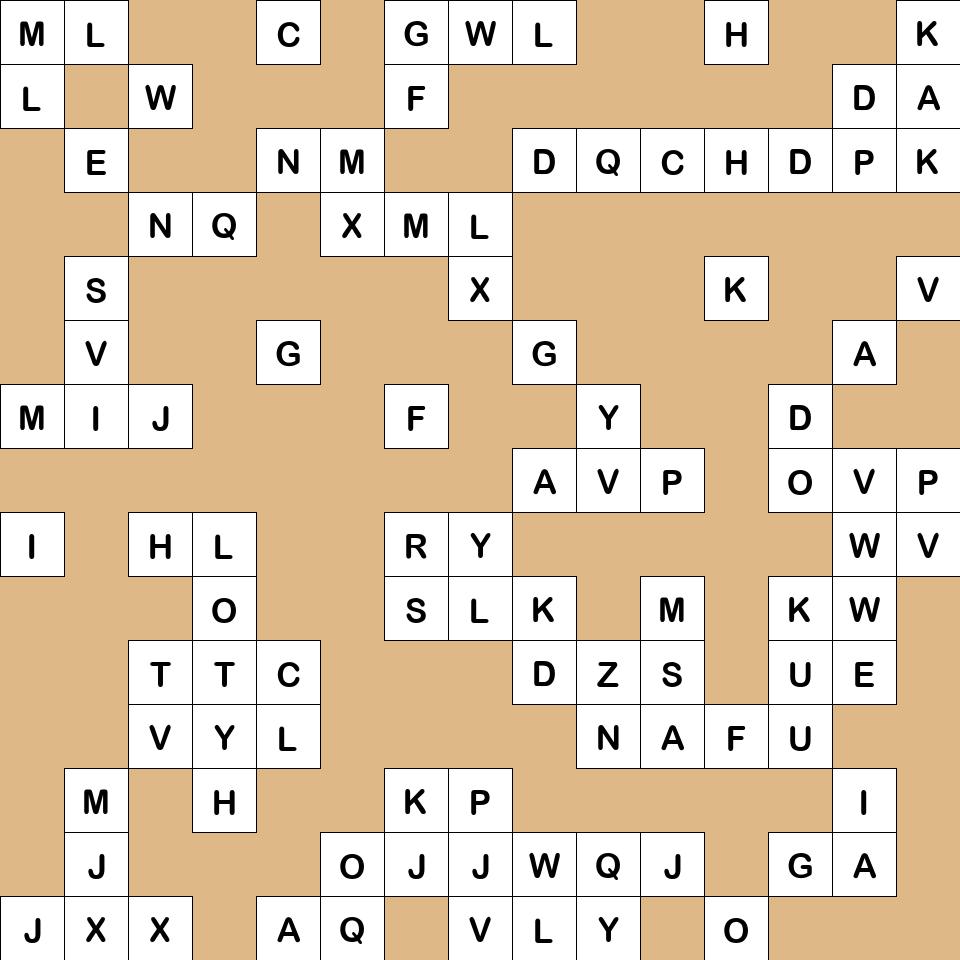 M L C G W L H K
L W F D A
E N M D Q C H D P K
N Q X M L
S X K V
V G G A
M I J F Y D
A V P O V P
I H L R Y W V
O S L K M K W
T T C D Z S U E
V Y L N A F U
M H K P I
J O J J W Q J G A
J X X A Q V L Y O